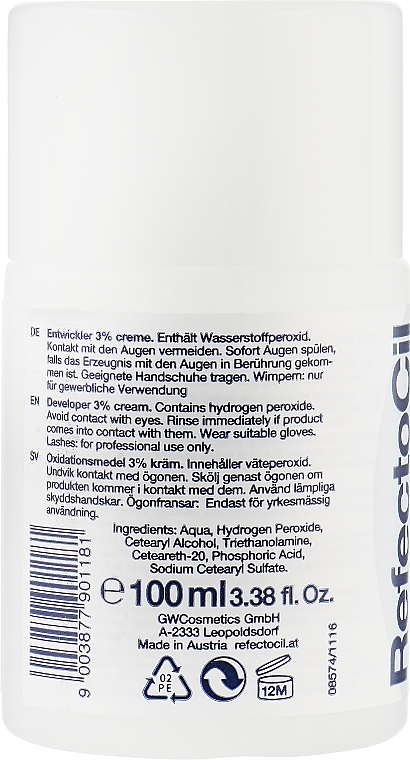 DE Entwickler 3% creme. Enthält Wasserstoffperoxid.
Kontakt mit den Augen vermeiden. Sofort Augen spülen,
falls das Erzeugnis mit den Augen in Berührung gekom-
men ist. Geeignete Handschuhe tragen. Wimpern: nur
für gewerbliche Verwendung
EN Developer 3% cream. Contains hydrogen peroxide.
Avoid contact with eyes. Rinse immediately if product
comes into contact with them. Wear suitable gloves.
Lashes: for professional use only.
SV Oxidationsmedel 3% kräm. Innehåller väteperoxid.
Undvik kontakt med ögonen. Skölj genast ögonen om
produkten kommer i kontakt med dem. Använd lämpliga
skyddshandskar. Ögonfransar: Endast för yrkesmässig
användning.
Ingredients: Aqua, Hydrogen Peroxide,
Cetearyl Alcohol, Triethanolamine,
Ceteareth-20, Phosphoric Acid,
Sodium Cetearyl Sulfate.
e 100 ml 3.38 fl. Oz.
GWCosmetics GmbH
A-2333 Leopoldsdorf
Made in Austria refectocil.at
02
PE
12M
9 003877 901181
08574/1116
RefectoCil